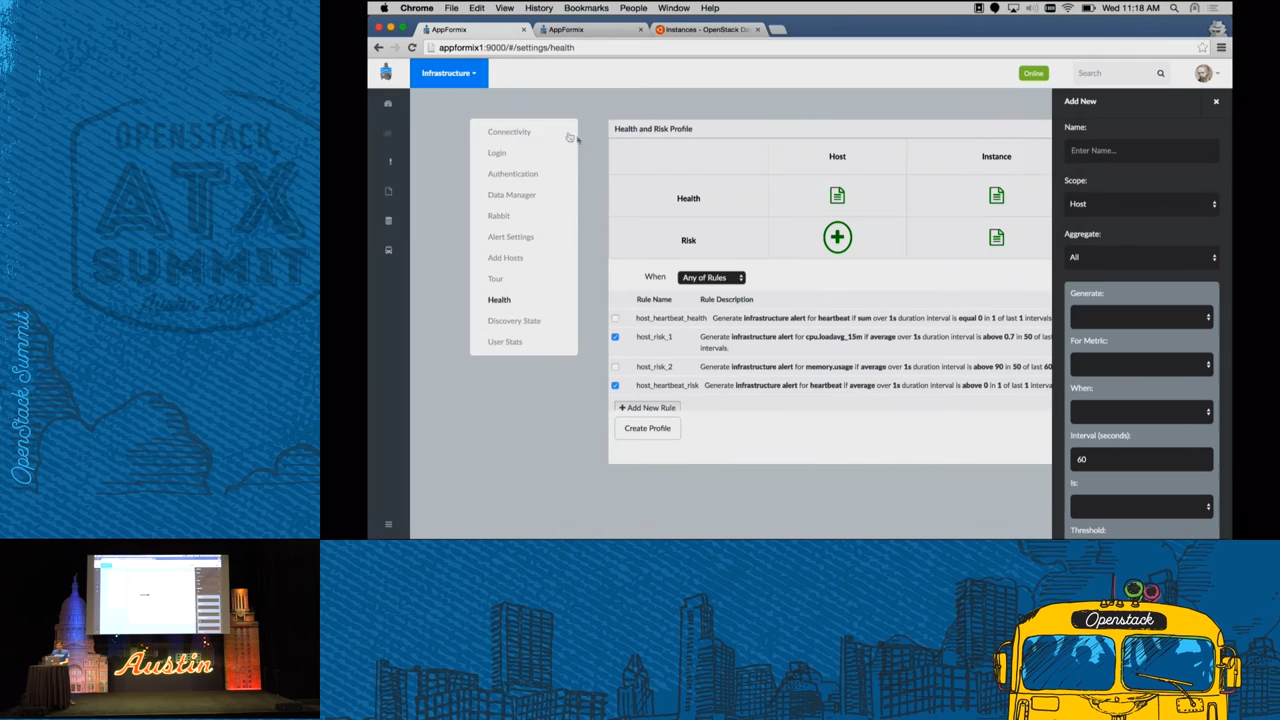 Chrome File Edit View History Bookmarks People Window Help
Wed 11:18 AM
AppFormix
AppFormix
Instances - OpenStack Da
appformix1:9000/#/settings/health
Infrastructure
Online
Search
Connectivity
Login
Authentication
Data Manager
Rabbit
Alert Settings
Add Hosts
Tour
Health
Discovery State
User Stats
Health and Risk Profile
Host
Instance
Health
Risk
When
Any of Rules
Rule Name
Rule Description
host_heartbeat_health
Generate infrastructure alert for heartbeat if sum over 1s duration interval is equal 0 in 1 of last 1 intervals.
host_risk_1
Generate infrastructure alert for cpu.loadavg_15m if average over 1s duration interval is above 0.7 in 50 of
intervals.
host_risk_2
Generate infrastructure alert for memory.usage if average over 1s duration interval is above 90 in 50 of last 60
host_heartbeat_risk
Generate infrastructure alert for heartbeat if average over 1s duration interval is above 0 in 1 of last 1 interva
+ Add New Rule
Create Profile
Add New
Name:
Enter Name...
Scope:
Host
Aggregate:
All
Generate:
For Metric:
When:
Interval (seconds):
60
Is:
Threshold:
OPENSTACK
ATX
SUMMIT
OpenStack Summit
Austin
Openstack